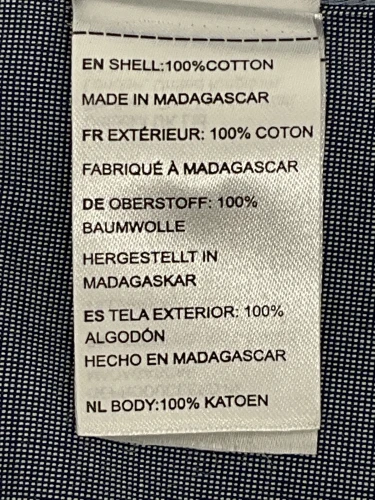 EN SHELL:100%COTTON
MADE IN MADAGASCAR
FR EXTÉRIEUR: 100% COTON
FABRIQUÉ À MADAGASCAR
DE OBERSTOFF: 100%
BAUMWOLLE
HERGESTELLT IN
MADAGASKAR
ES TELA EXTERIOR: 100%
ALGODÓN
HECHO EN MADAGASCAR
NL BODY:100% KATOEN